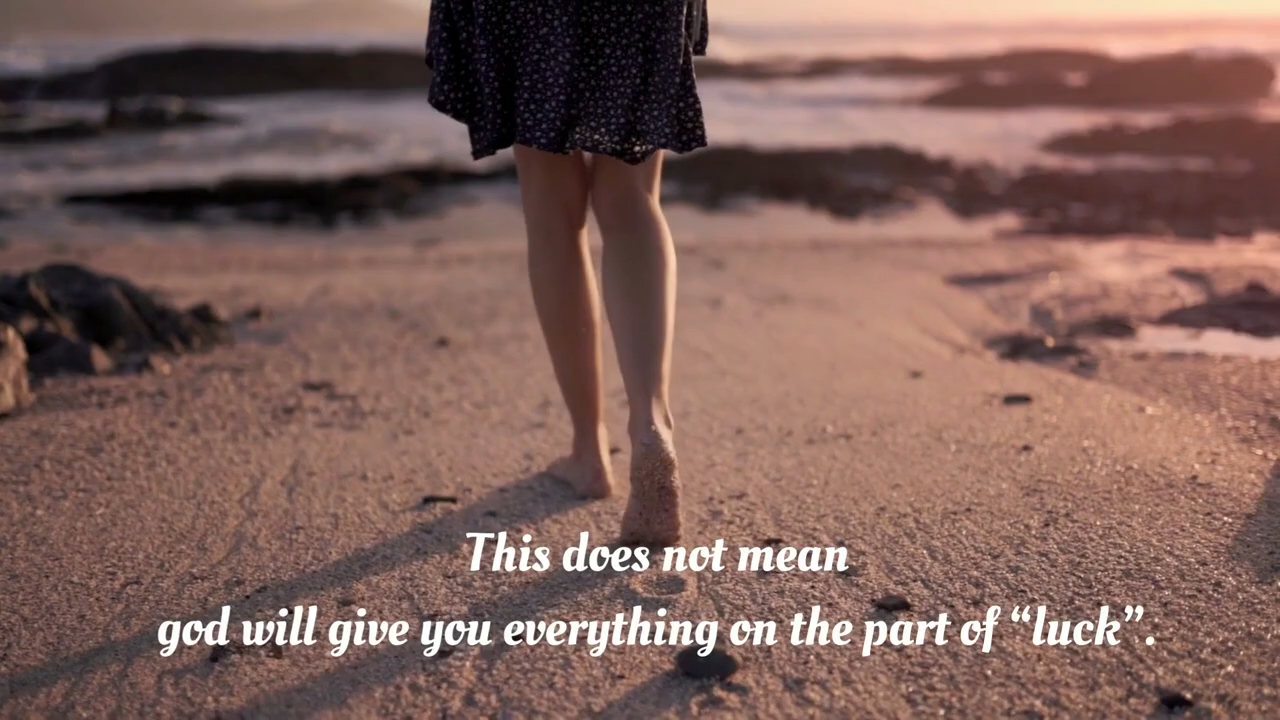 This does not mean
god will give you everything on the part of “luck”.